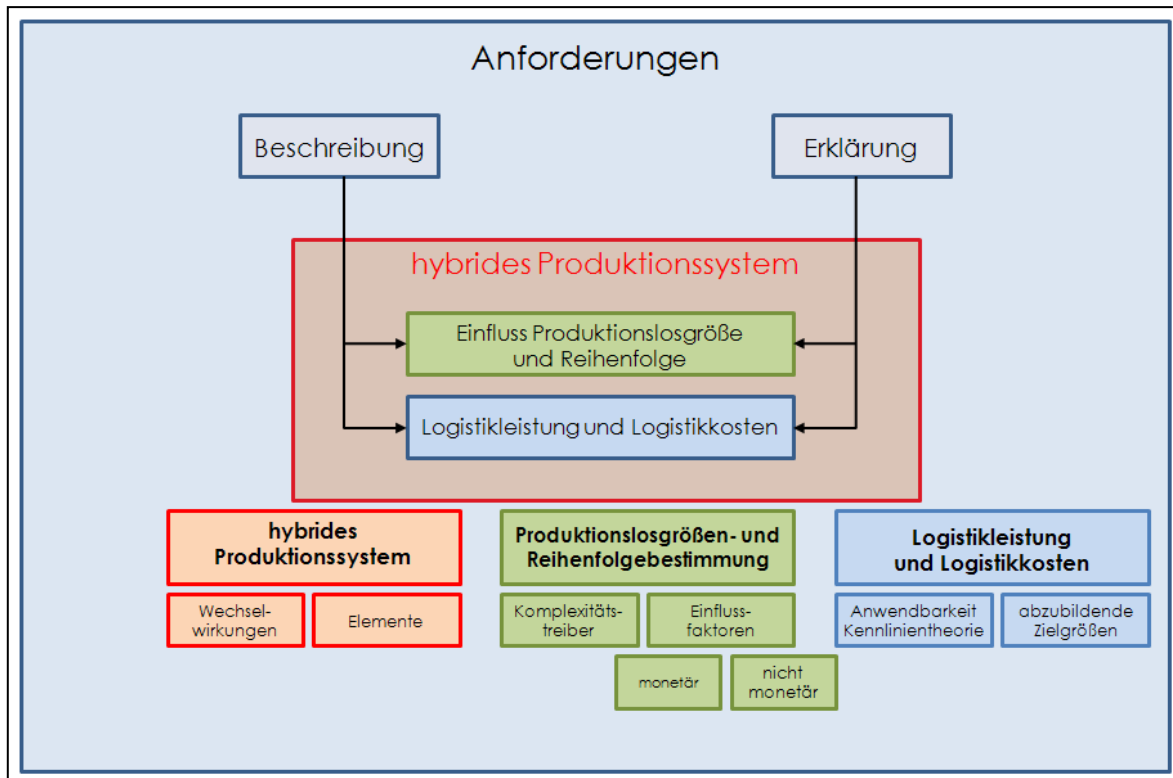 Anforderungen
Beschreibung
Erklärung
hybrides Produktionssystem
Einfluss Produktionslosgröße
und Reihenfolge
Logistikleistung und Logistikkosten
hybrides
Produktionssystem
Wechsel-
wirkungen
Elemente
Produktionslosgrößen- und
Reihenfolgebestimmung
Komplexitäts-
treiber
Einfluss-
faktoren
monetär
nicht
monetär
Logistikleistung
und Logistikkosten
Anwendbarkeit
Kennlinientheorie
abzubildende
Zielgrößen